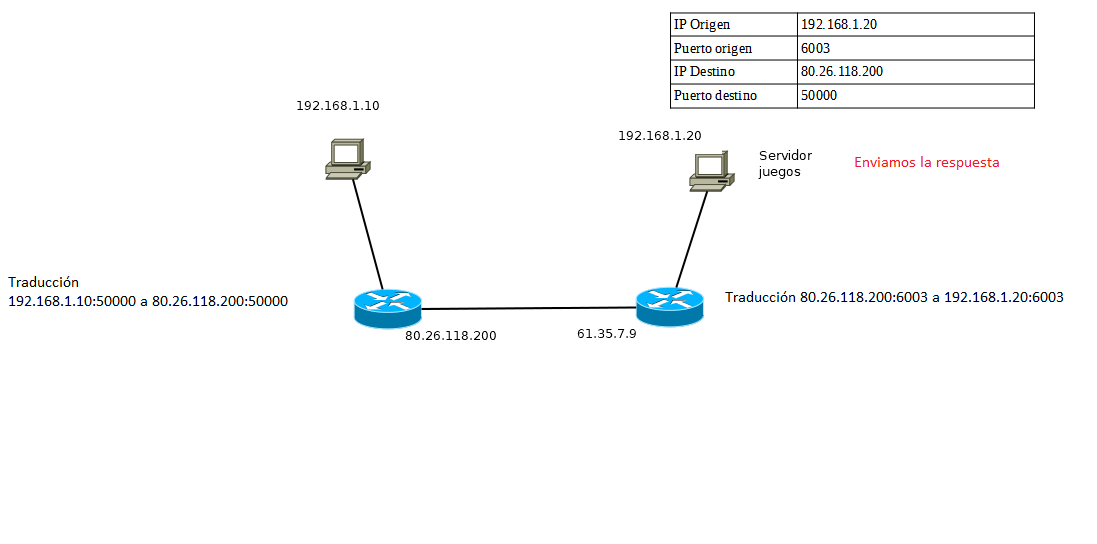 IP Origen 192.168.1.20
Puerto origen 6003
IP Destino 80.26.118.200
Puerto destino 50000
192.168.1.10
192.168.1.20
Servidor
juegos
Enviamos la respuesta
Traducción
192.168.1.10:50000 a 80.26.118.200:50000
Traducción 80.26.118.200:6003 a 192.168.1.20:6003
80.26.118.200
61.35.7.9